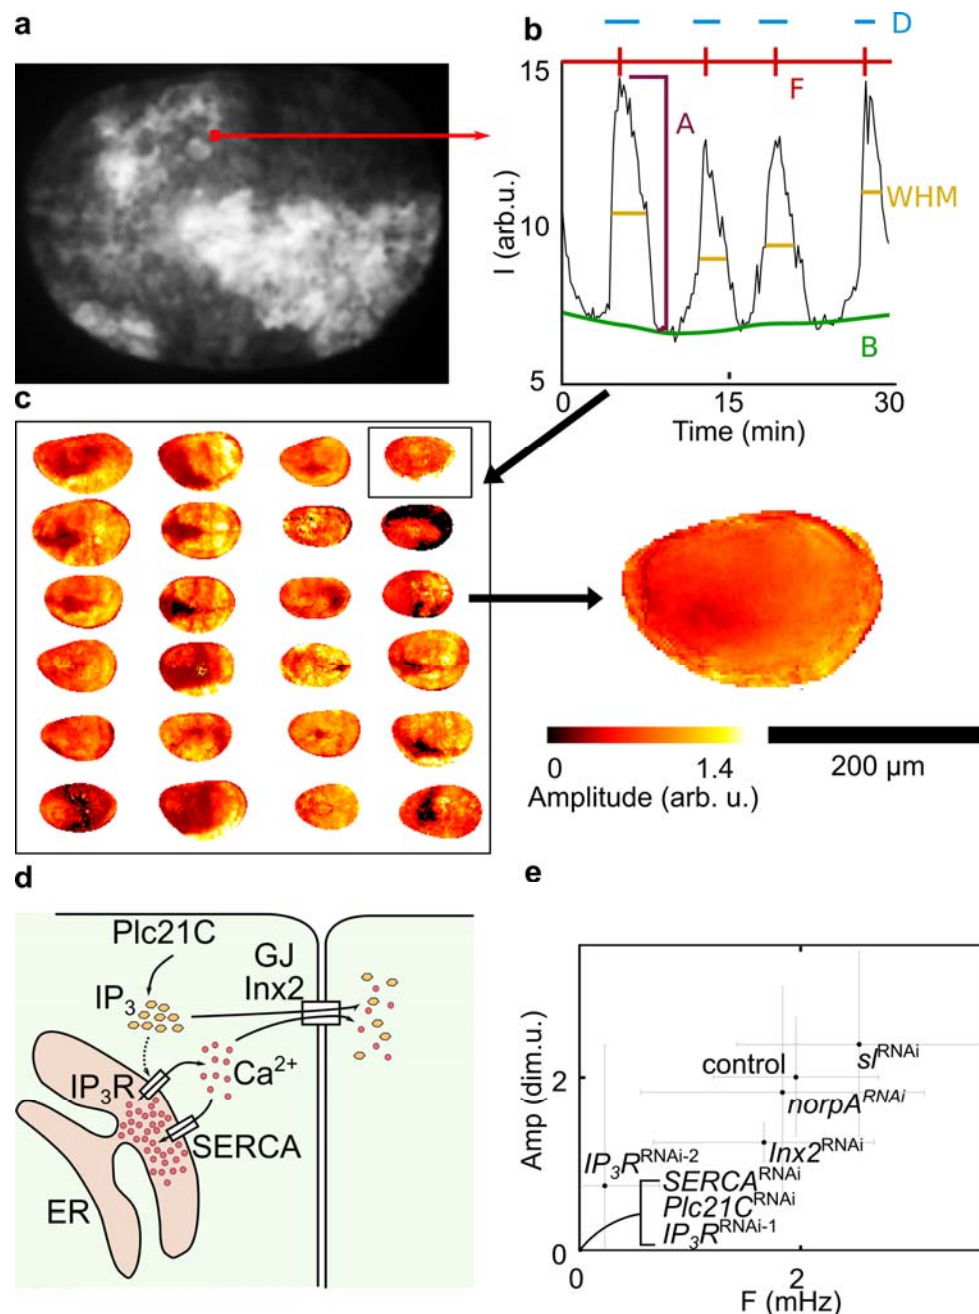 a
b
D
15
F
A
I (arb.u.)
10
WHM
B
5
0
15
30
Time (min)
c
0
1.4
Amplitude (arb. u.)
200 µm
d
Plc21C
GJ
Inx2
IP3
IP3R
Ca2+
SERCA
ER
e
Amp (dim.u.)
2
control
slRNAi
norpARNAi
Inx2RNAi
IP3RRNAi-2
SERCARNAi
Plc21CRNAi
IP3RRNAi-1
0
0
2
F (mHz)